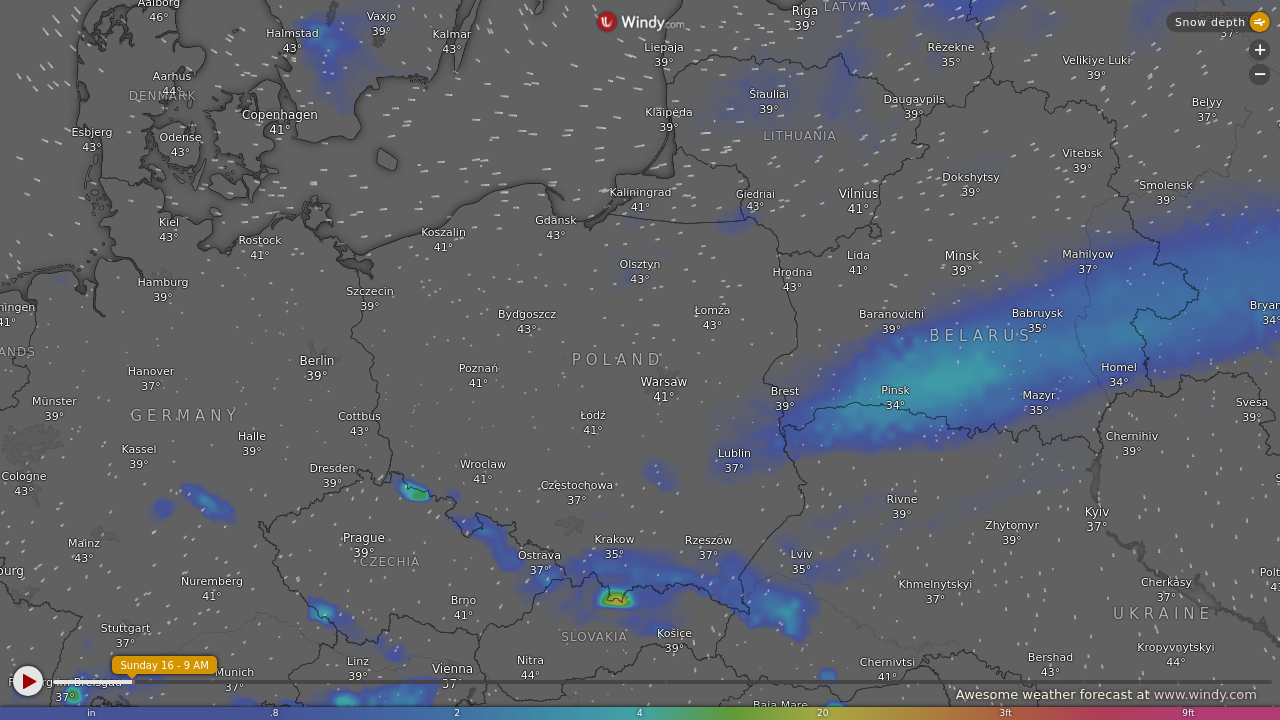 Aalborg
46°
Vaxjo
39°
Halmstad
43°
Kalmar
43°
Windy.com
Riga
39°
LATVIA
Snow depth
37°
Liepaja
39°
Rēzekne
35°
Velikiye Luki
39°
Aarhus
44°
DENMARK
Copenhagen
41°
Šiauliai
39°
Daugavpils
39°
Belyy
37°
Klaipėda
39°
Esbjerg
43°
Odense
43°
LITHUANIA
Vitebsk
39°
Dokshytsy
39°
Smolensk
39°
Kaliningrad
41°
Giedriai
43°
Vilnius
41°
Kiel
43°
Rostock
41°
Koszalin
41°
Gdańsk
43°
Lida
41°
Minsk
39°
Mahilyow
37°
Olsztyn
43°
Hrodna
43°
Hamburg
39°
Szczecin
39°
ningen
41°
Bydgoszcz
43°
Łomża
43°
Baranovichi
39°
Babruysk
35°
Bryan
34°
BELARUS
ANDS
Berlin
39°
POLAND
Hanover
37°
Poznań
41°
Warsaw
41°
Brest
39°
Pinsk
34°
Homel
34°
Mazyr
35°
Münster
39°
Svesa
39°
GERMANY
Cottbus
43°
Łódź
41°
Halle
39°
Chernihiv
39°
Kassel
39°
Lublin
37°
Dresden
39°
Wroclaw
41°
Cologne
43°
Częstochowa
37°
Rivne
39°
Kyiv
37°
Zhytomyr
39°
Mainz
43°
Prague
39°
CZECHIA
Krakow
35°
Rzeszów
37°
Ostrava
37°
Lviv
35°
burg
Nuremberg
41°
Khmelnytskyi
37°
Cherkasy
37°
Polt
43
Brno
41°
UKRAINE
Stuttgart
37°
SLOVAKIA
Košice
39°
Kropyvnytskyi
44°
Sunday 16 - 9 AM
Munich
37°
Linz
39°
Vienna
37°
Nitra
44°
Chernivtsi
41°
Bershad
43°
37°
Baia Mare
Awesome weather forecast at www.windy.com
in .8 2 4 20 3ft 9ft